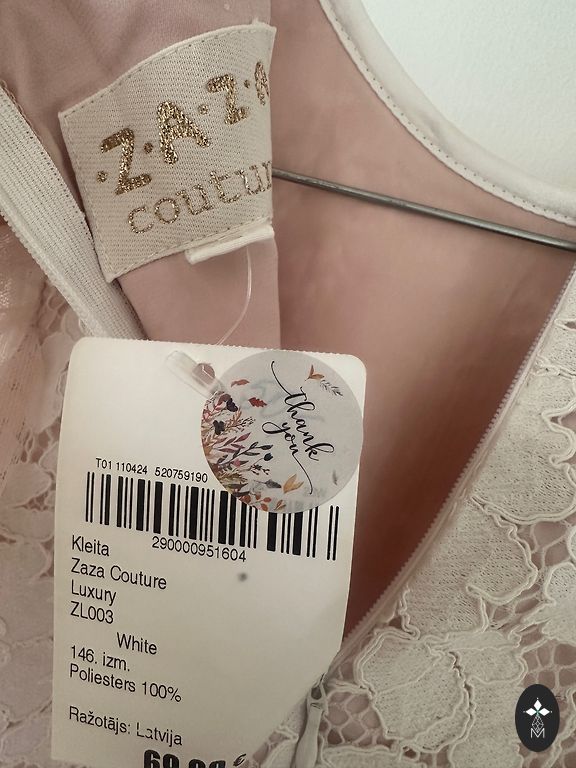 ·Z·A·Z·A
coutur
thank
you
T01 110424 520759190
290000951604
Kleita
Zaza Couture
Luxury
ZL003
White
146. izm.
Poliesters 100%
Ražotājs: Latvija
€
M